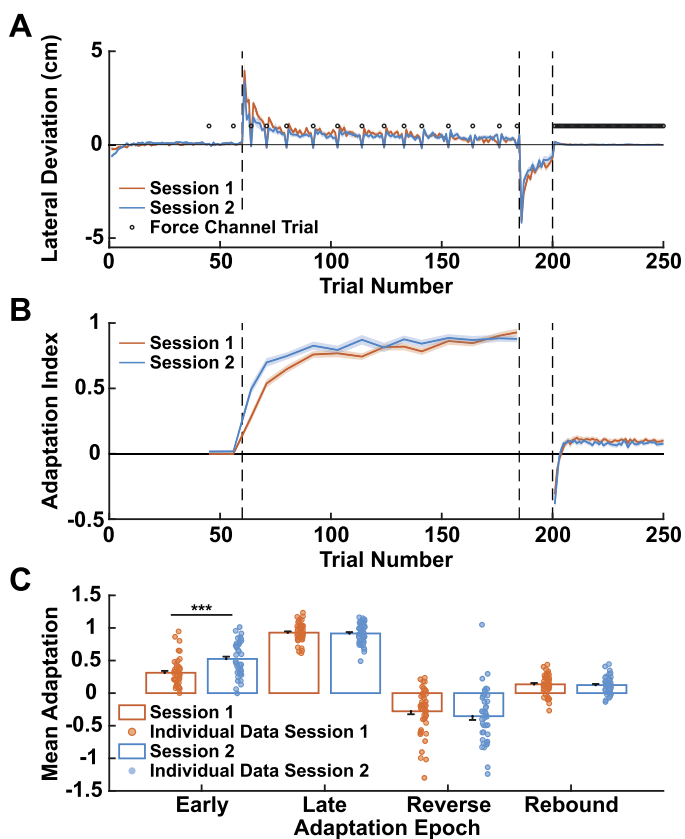 A
Lateral Deviation (cm)
5
0
-5
Session 1
Session 2
Force Channel Trial
0
50
100
150
200
250
Trial Number
B
Adaptation Index
1
0.5
0
-0.5
Session 1
Session 2
0
50
100
150
200
250
Trial Number
C
Mean Adaptation
1.5
1
0.5
0
-0.5
-1
-1.5
***
Session 1
Individual Data Session 1
Session 2
Individual Data Session 2
Early
Late
Reverse
Rebound
Adaptation Epoch